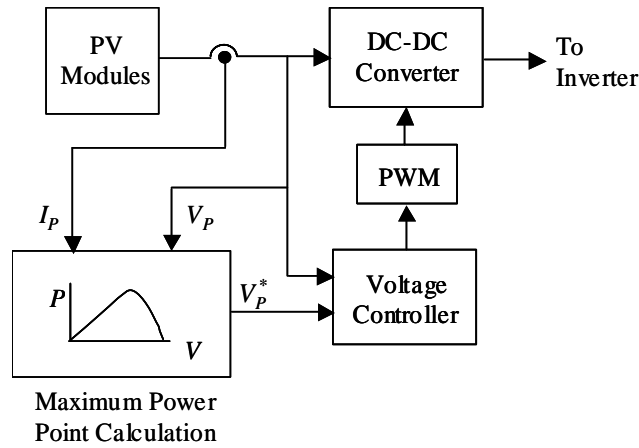 PV
Modules
DC-DC
Converter
To
Inverter
PWM
I_P
V_P
P
V
V_P^*
Voltage
Controller
Maximum Power
Point Calculation